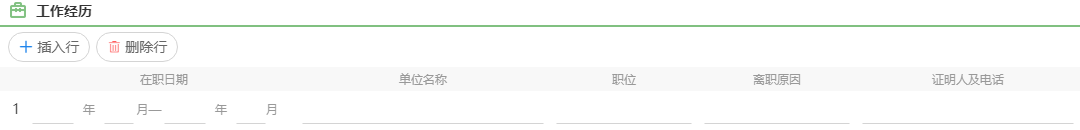 工作经历
插入行 删除行
在职日期 单位名称 职位 离职原因 证明人及电话
1 年 月— 年 月